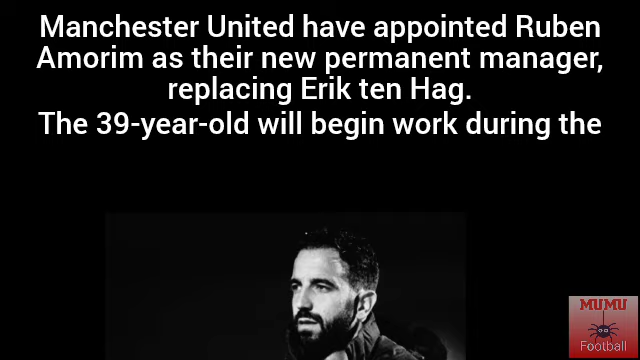 Manchester United have appointed Ruben
Amorim as their new permanent manager,
replacing Erik ten Hag.
The 39-year-old will begin work during the
MUMU
Football